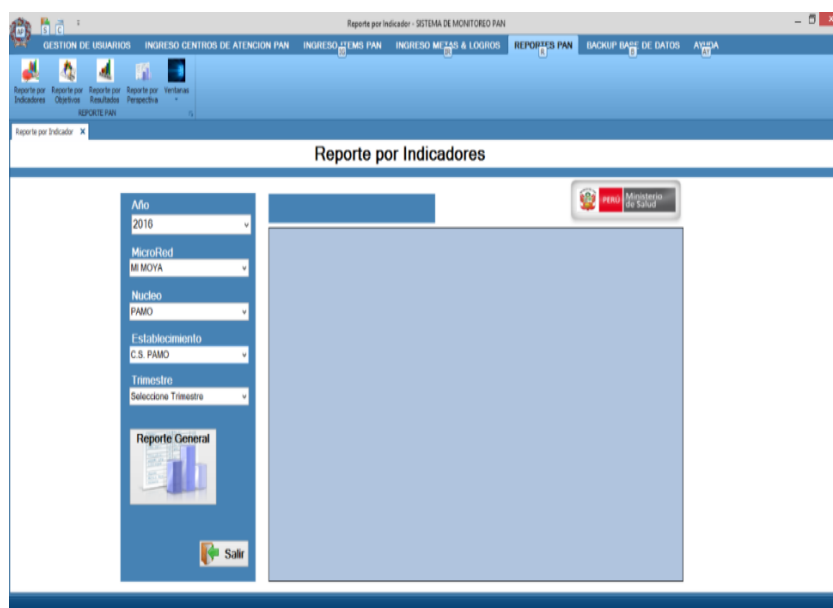 Reporte por Indicador - SISTEMA DE MONITOREO PAN
AP
S C
GESTION DE USUARIOS INGRESO CENTROS DE ATENCION PAN INGRESO ITEMS PAN INGRESO METAS & LOGROS REPORTES PAN BACKUP BASE DE DATOS AYUDA
R B AY
Reporte por Indicadores
Reporte por Objetivos
Reporte por Resultados
Reporte por Perspectiva
Ventanas
REPORTE PAN
Reporte por Indicador X
Reporte por Indicadores
PERÚ Ministerio de Salud
Año
2016
MicroRed
MI MOYA
Nucleo
PAMO
Establecimiento
C.S. PAMO
Trimestre
Seleccione Trimestre
Reporte General
Salir